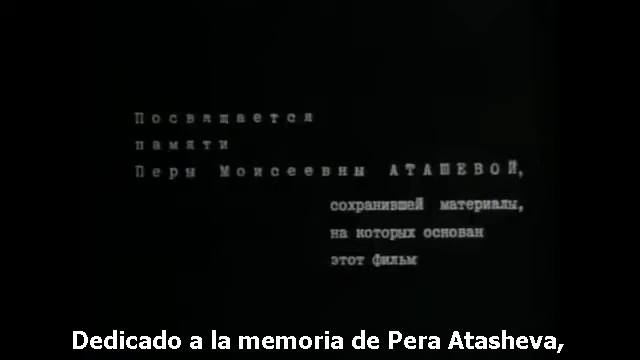 Посвящается
памяти
Перы Моисеевны АТАШЕВОЙ,
сохранившей материалы,
на которых основан
этот фильм
Dedicado a la memoria de Pera Atasheva,